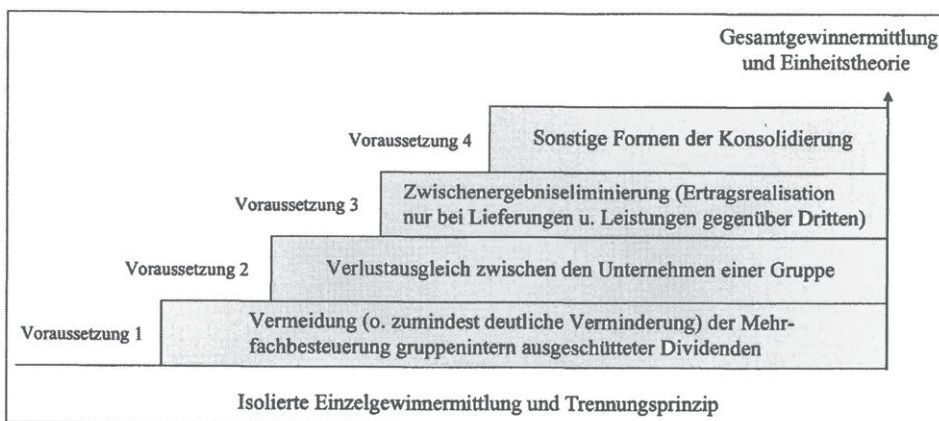 Gesamtgewinnermittlung
und Einheitstheorie
Voraussetzung 4
Sonstige Formen der Konsolidierung
Voraussetzung 3
Zwischenergebniseliminierung (Ertragsrealisation
nur bei Lieferungen u. Leistungen gegenüber Dritten)
Voraussetzung 2
Verlustausgleich zwischen den Unternehmen einer Gruppe
Voraussetzung 1
Vermeidung (o. zumindest deutliche Verminderung) der Mehr-
fachbesteuerung gruppenintern ausgeschütteter Dividenden
Isolierte Einzelgewinnermittlung und Trennungsprinzip